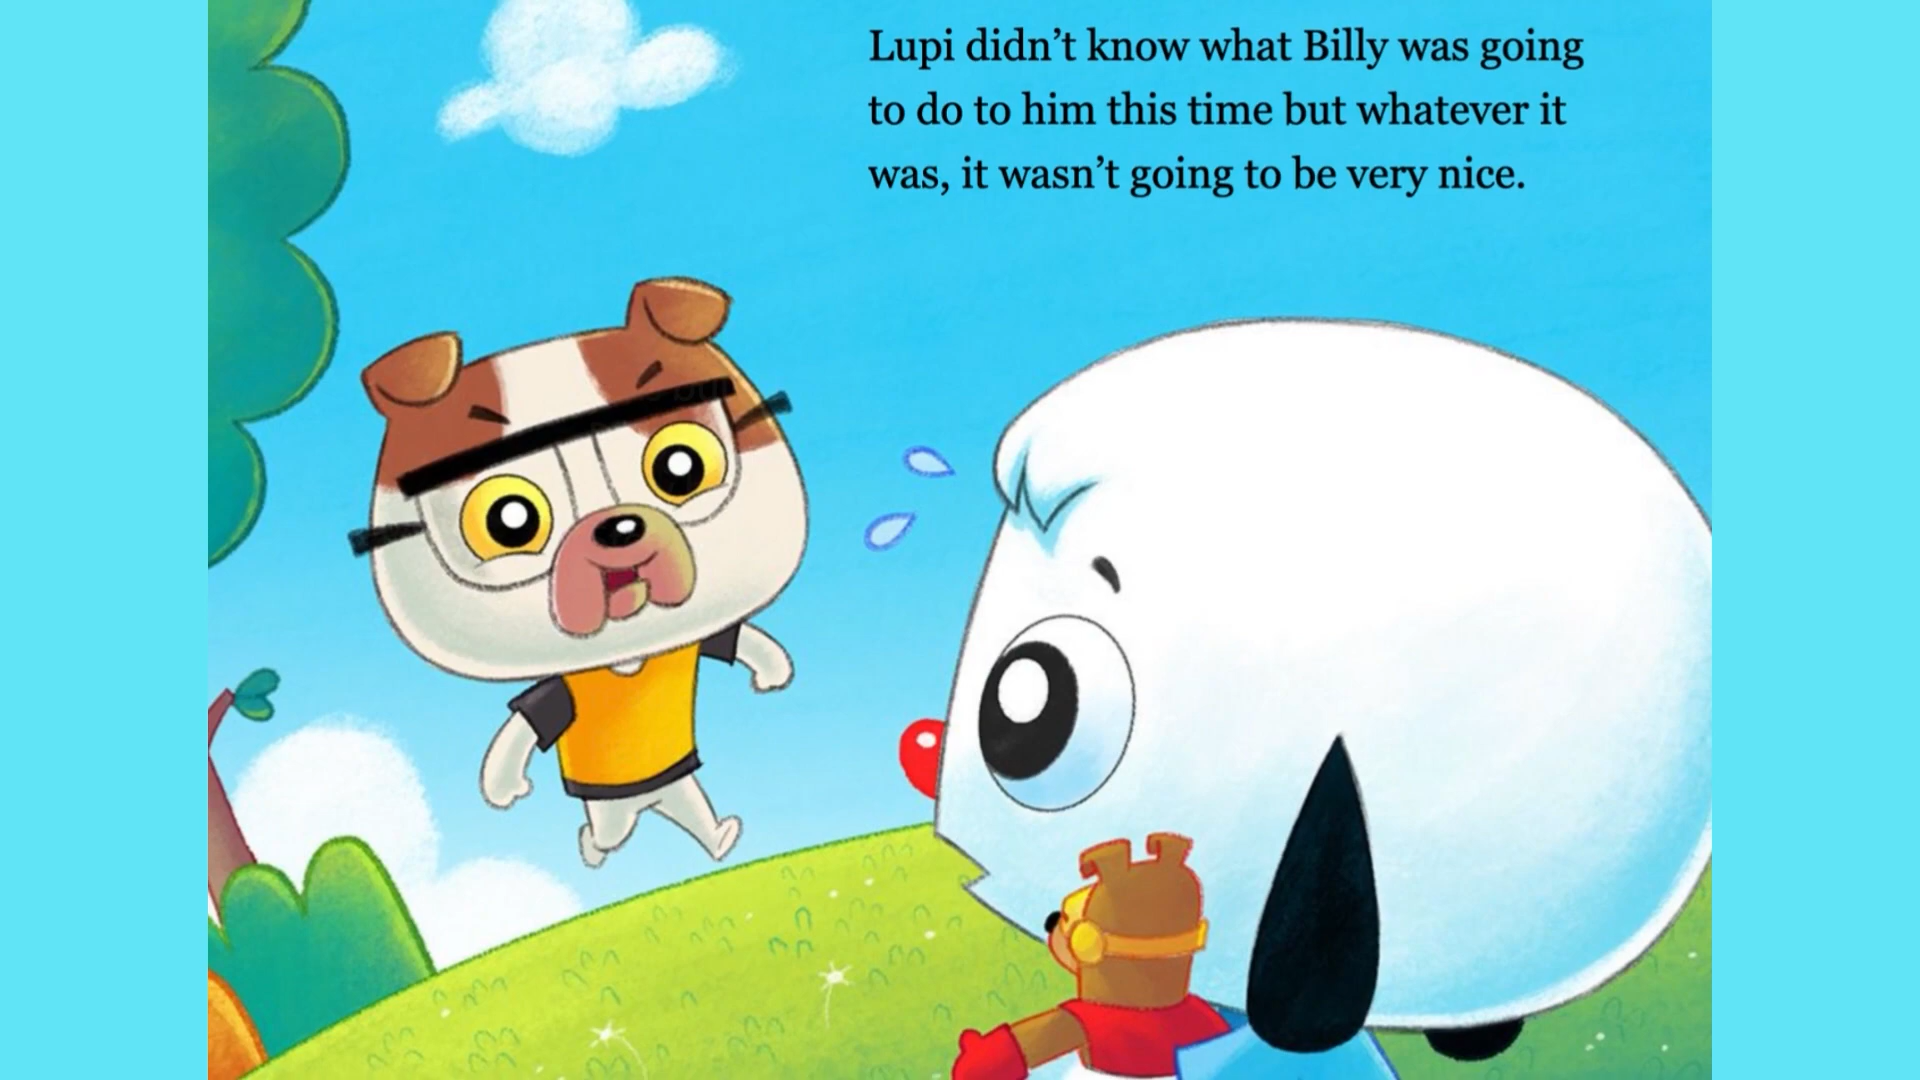 Lupi didn’t know what Billy was going
to do to him this time but whatever it
was, it wasn’t going to be very nice.